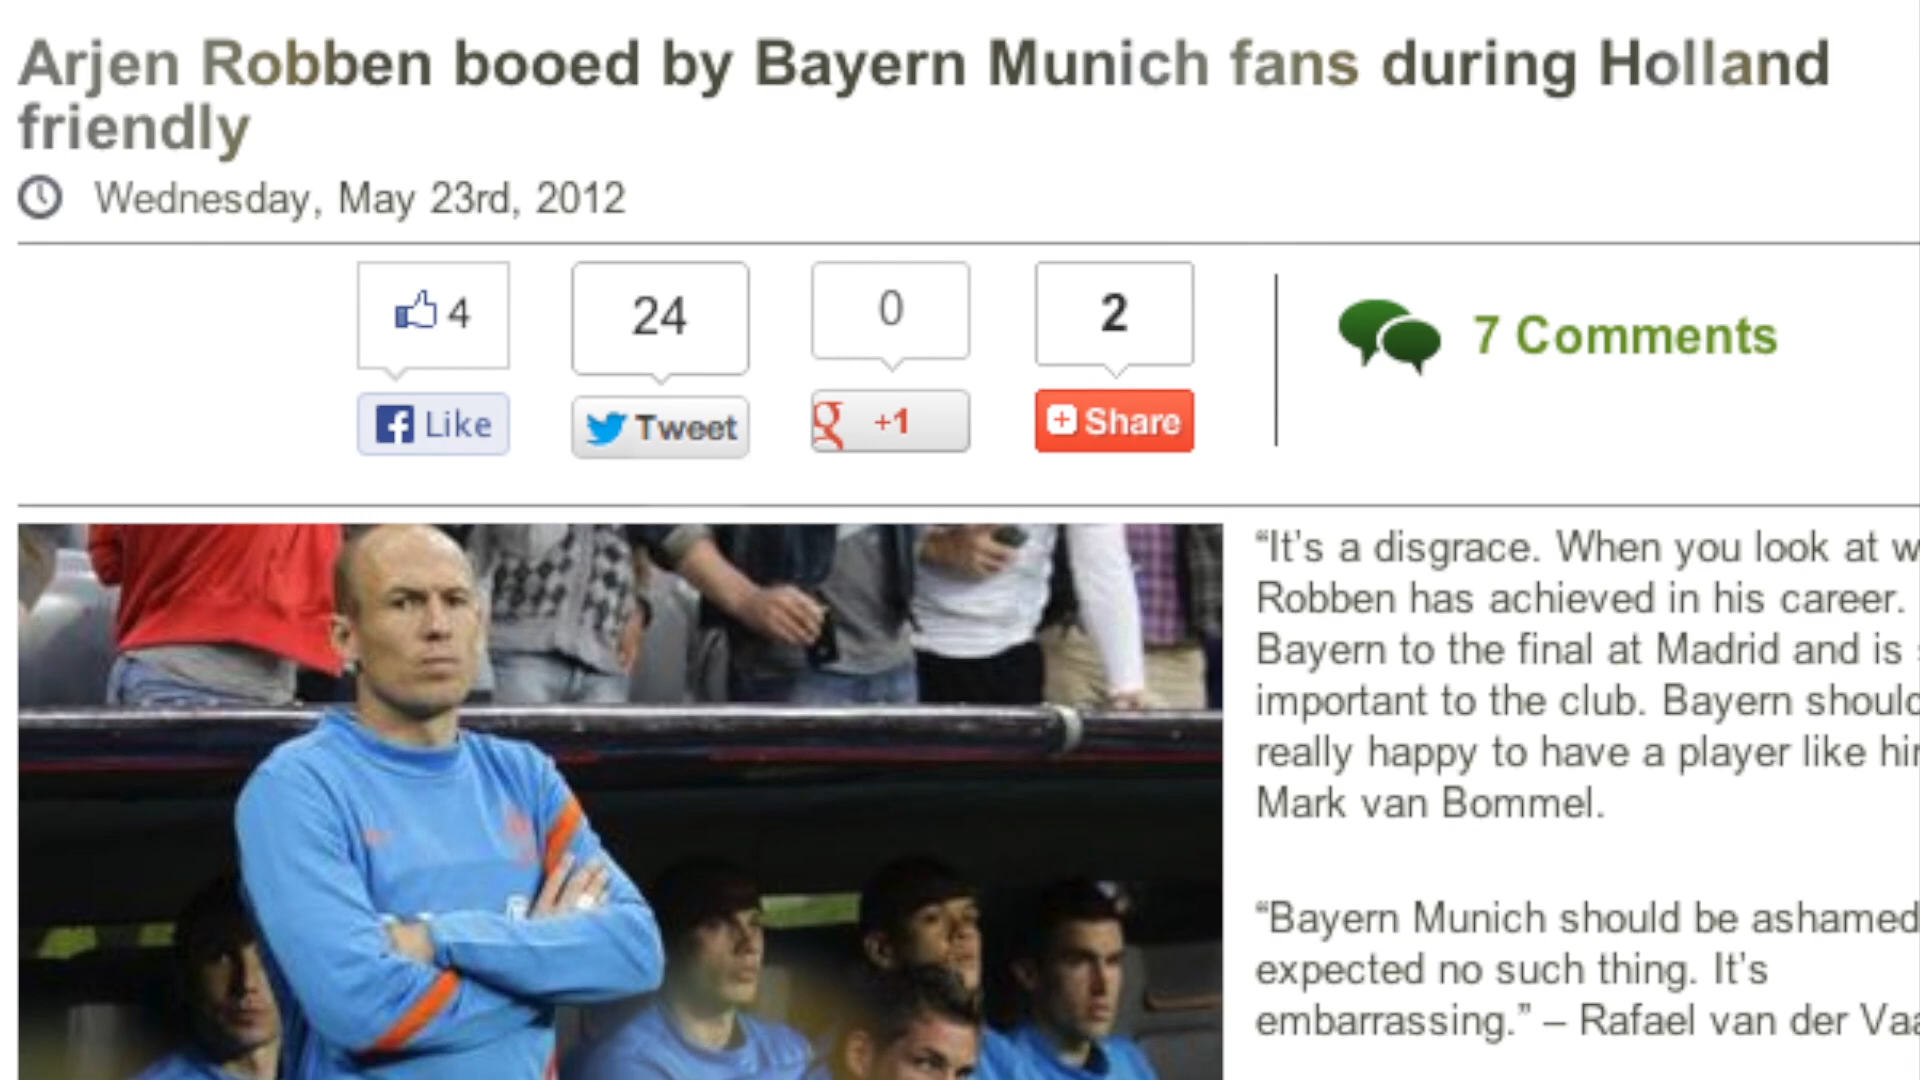 Arjen Robben booed by Bayern Munich fans during Holland
friendly
Wednesday, May 23rd, 2012
4
24
0
2
7 Comments
Like
Tweet
+1
Share
“It’s a disgrace. When you look at
Robben has achieved in his career.
Bayern to the final at Madrid and is
important to the club. Bayern
really happy to have a player like
Mark van Bommel.
“Bayern Munich should be ashamed
expected no such thing. It’s
embarrassing.” – Rafael van der